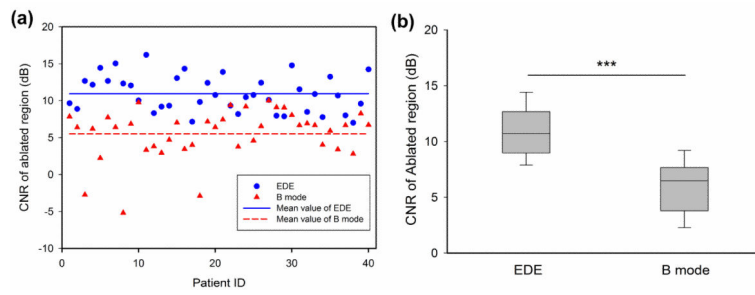 (a)
CNR of ablated region (dB)
20
15
10
5
0
-5
-10
0
10
20
30
40
Patient ID
EDE
B mode
Mean value of EDE
Mean value of B mode
(b)
CNR of Ablated region (dB)
20
15
10
5
0
***
EDE
B mode